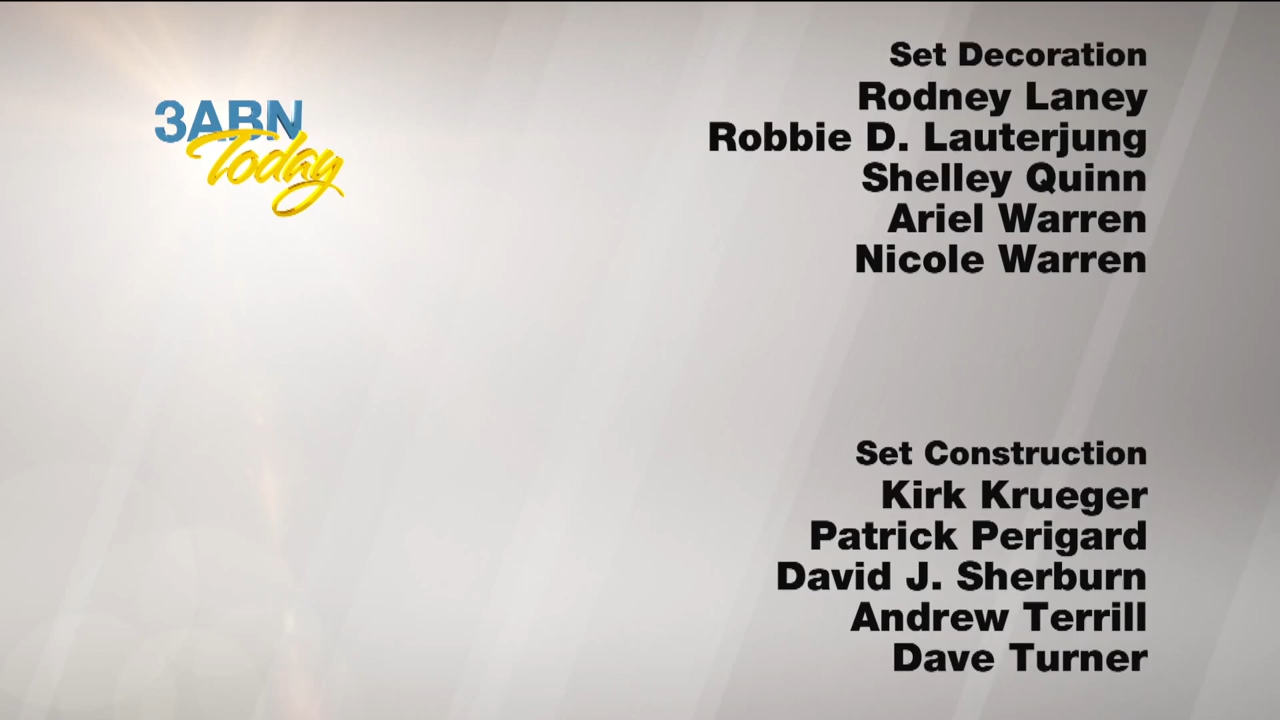 3ABN
Today
Set Decoration
Rodney Laney
Robbie D. Lauterjung
Shelley Quinn
Ariel Warren
Nicole Warren
Set Construction
Kirk Krueger
Patrick Perigard
David J. Sherburn
Andrew Terrill
Dave Turner